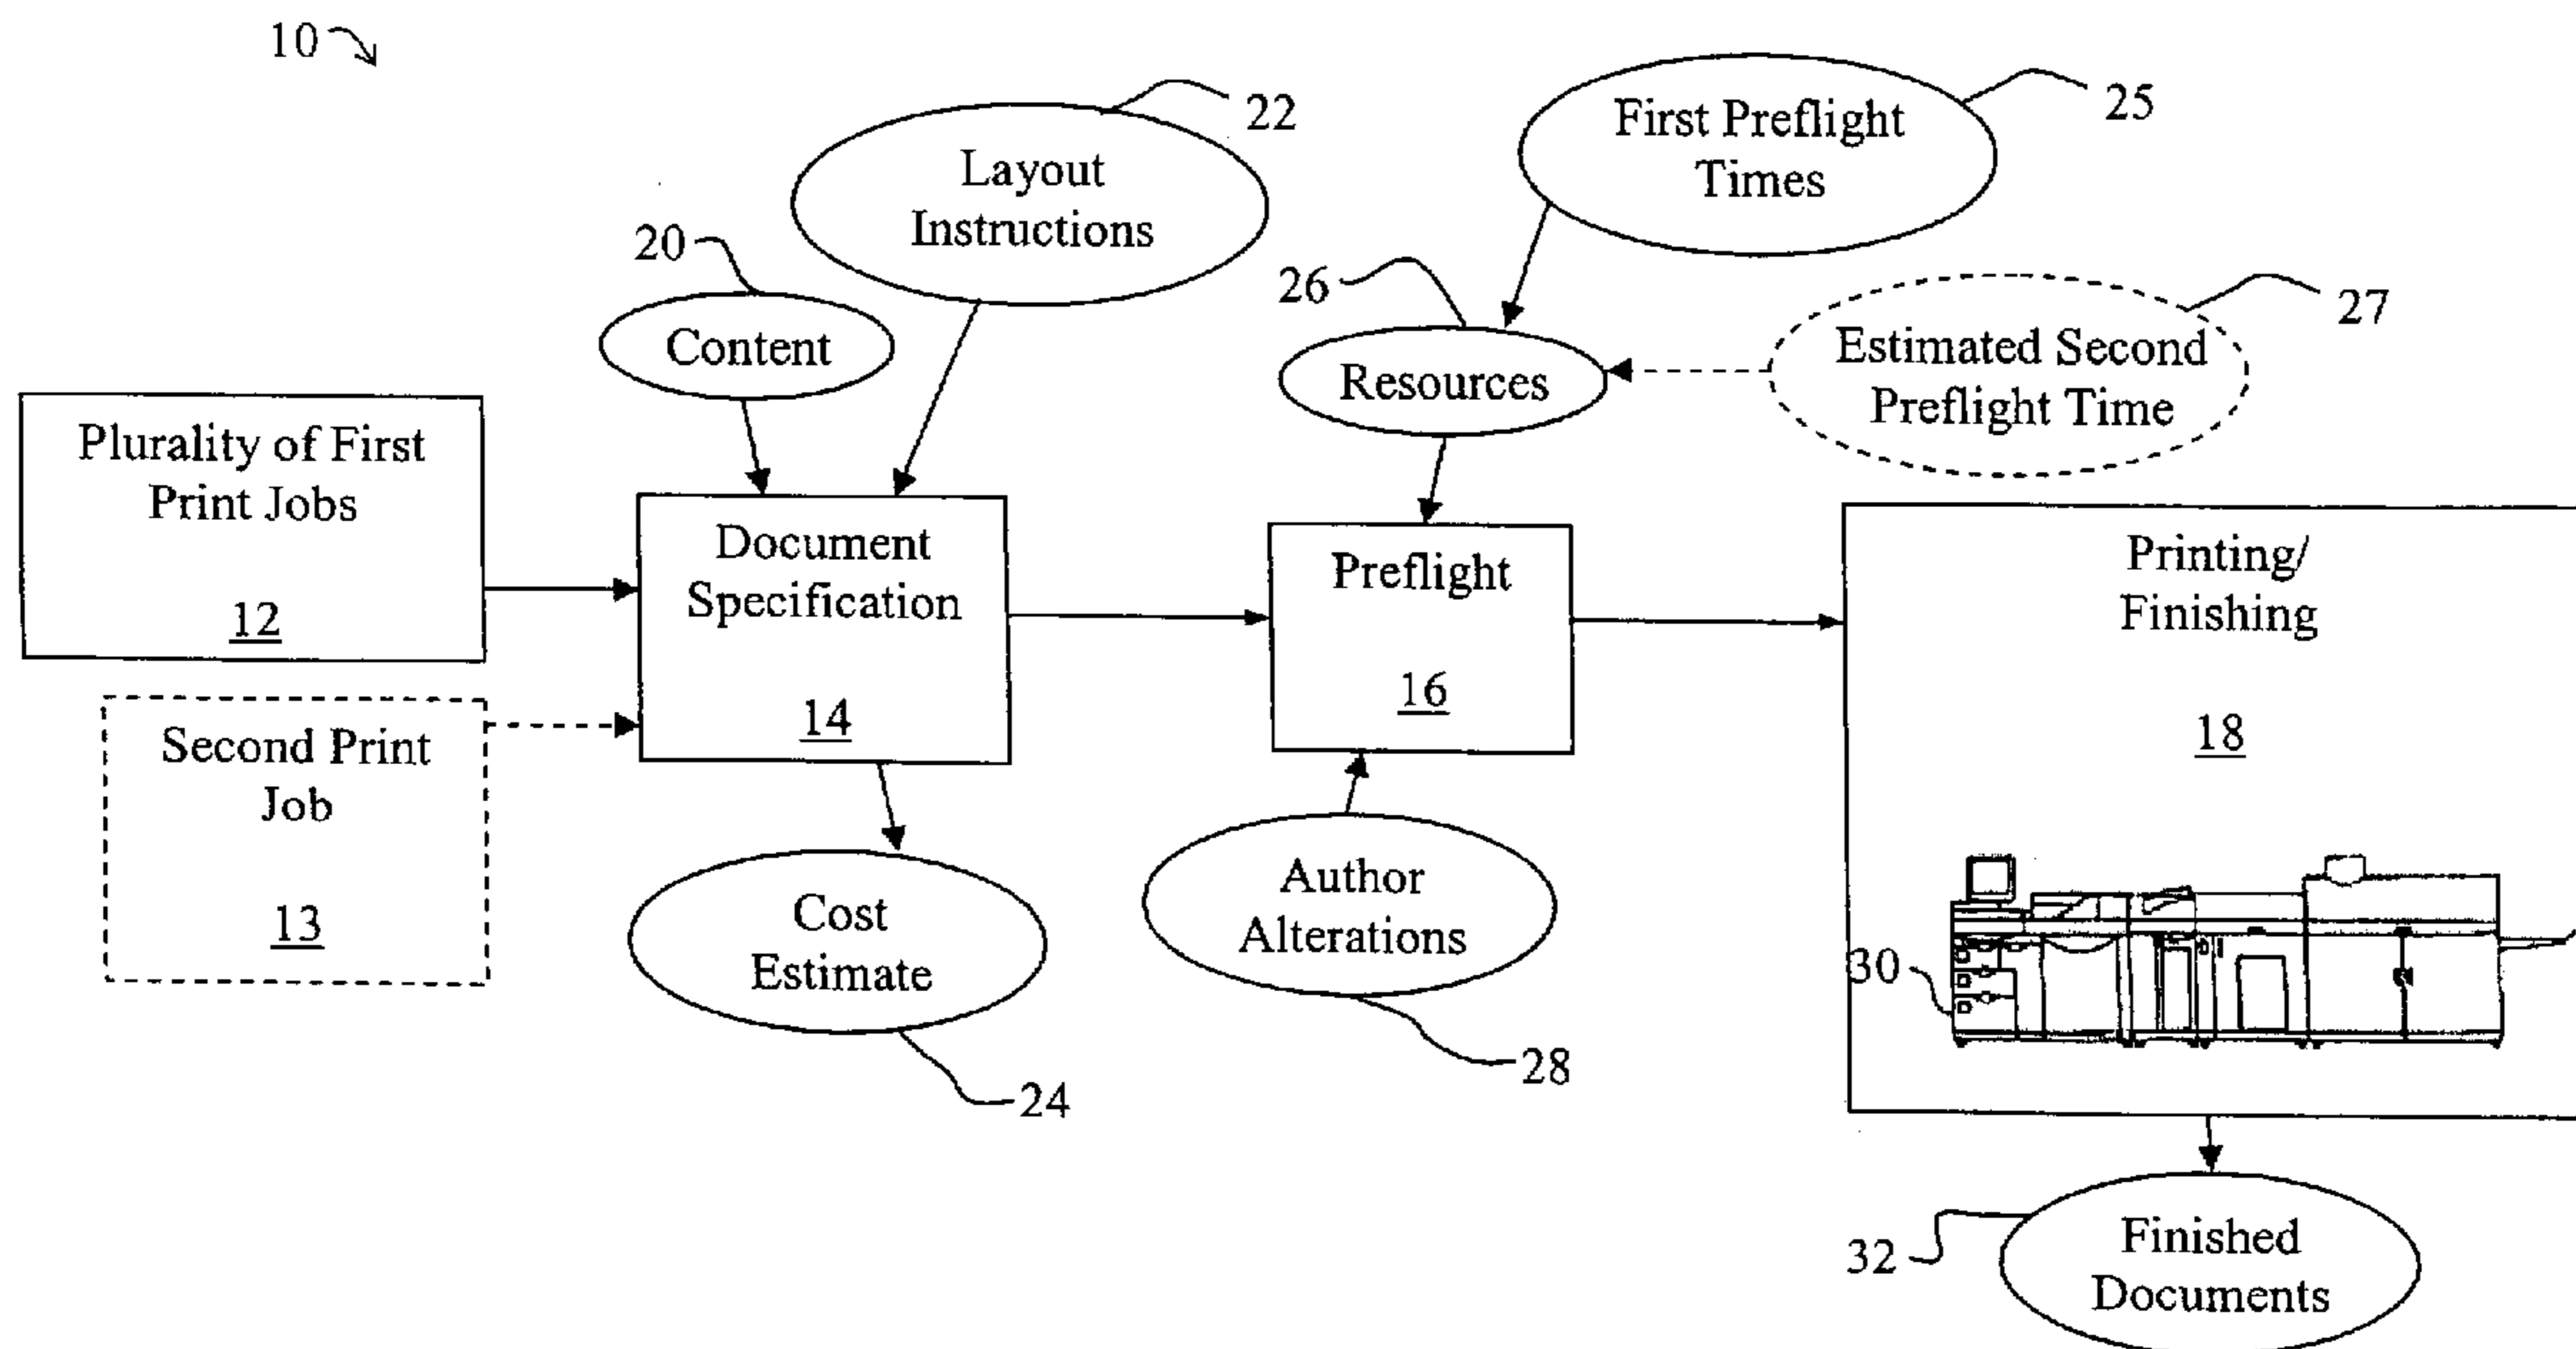 10
22
Layout
Instructions
20
Content
First Preflight
Times
25
26
Resources
27
Estimated Second
Preflight Time
Plurality of First
Print Jobs
12
Second Print
Job
13
Document
Specification
14
Cost
Estimate
24
Preflight
16
Author
Alterations
28
Printing/
Finishing
18
30
32
Finished
Documents